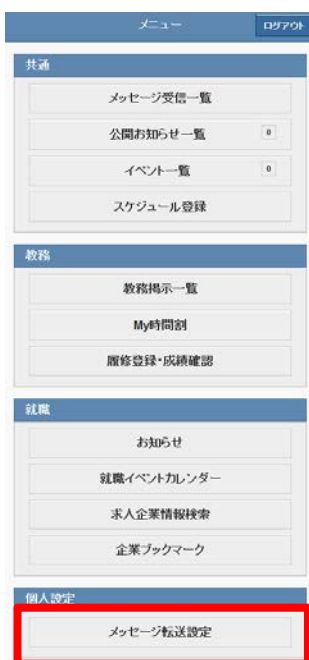 メニュー
ログアウト
共通
メッセージ受信一覧
公開お知らせ一覧 0
イベント一覧 0
スケジュール登録
教務
教務掲示一覧
My時間割
履修登録・成績確認
就職
お知らせ
就職イベントカレンダー
求人企業情報検索
企業ブックマーク
個人設定
メッセージ転送設定